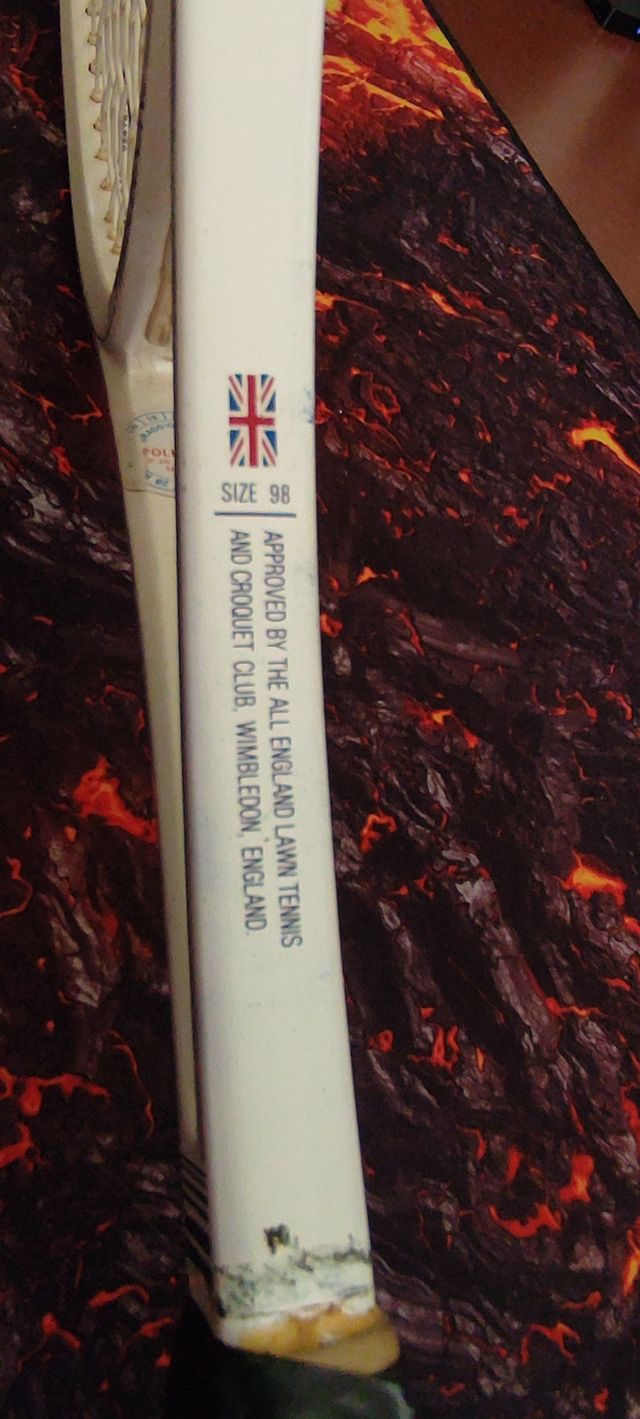 SIZE 98
APPROVED BY THE ALL ENGLAND LAWN TENNIS
AND CROQUET CLUB, WIMBLEDON, ENGLAND.